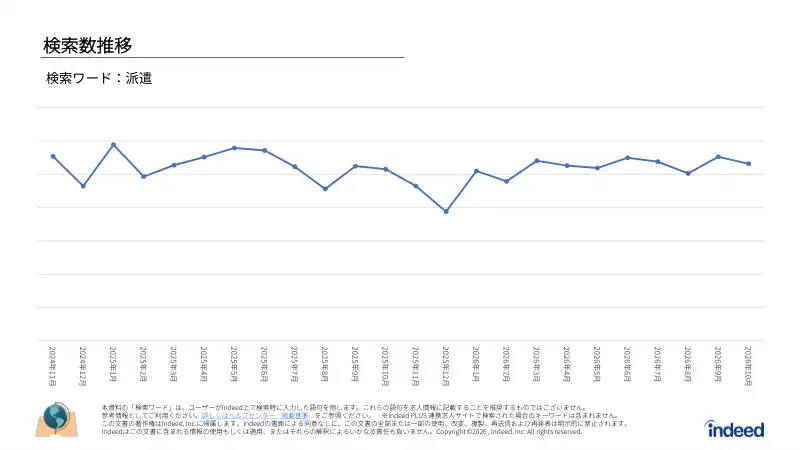 検索数推移
検索ワード：派遣
2024年11月
2024年12月
2025年1月
2025年2月
2025年3月
2025年4月
2025年5月
2025年6月
2025年7月
2025年8月
2025年9月
2025年10月
2025年11月
2025年12月
2026年1月
2026年2月
2026年3月
2026年4月
2026年5月
2026年6月
2026年7月
2026年8月
2026年9月
2026年10月
本資料の「検索ワード」は、ユーザーがIndeed上で検索時に入力した語句を指します。これらの語句を求人情報に記載することを推奨するものではございません。
参考情報としてご利用ください。詳しくはヘルプセンター 掲載基準 をご参照ください。 ※Indeed PLUS 連携求人サイトで検索された場合のキーワードは含まれません。
この文書の著作権はIndeed, Inc.に帰属します。Indeedの書面による同意なしに、この文書の全部または一部の使用、改変、複製、再送信および再発表は明示的に禁止されます。
Indeedはこの文書に含まれる情報の使用もしくは適用、またはそれらの解釈によるいかなる責任も負いません。Copyright ©2026 , Indeed, Inc. All rights reserved.
indeed